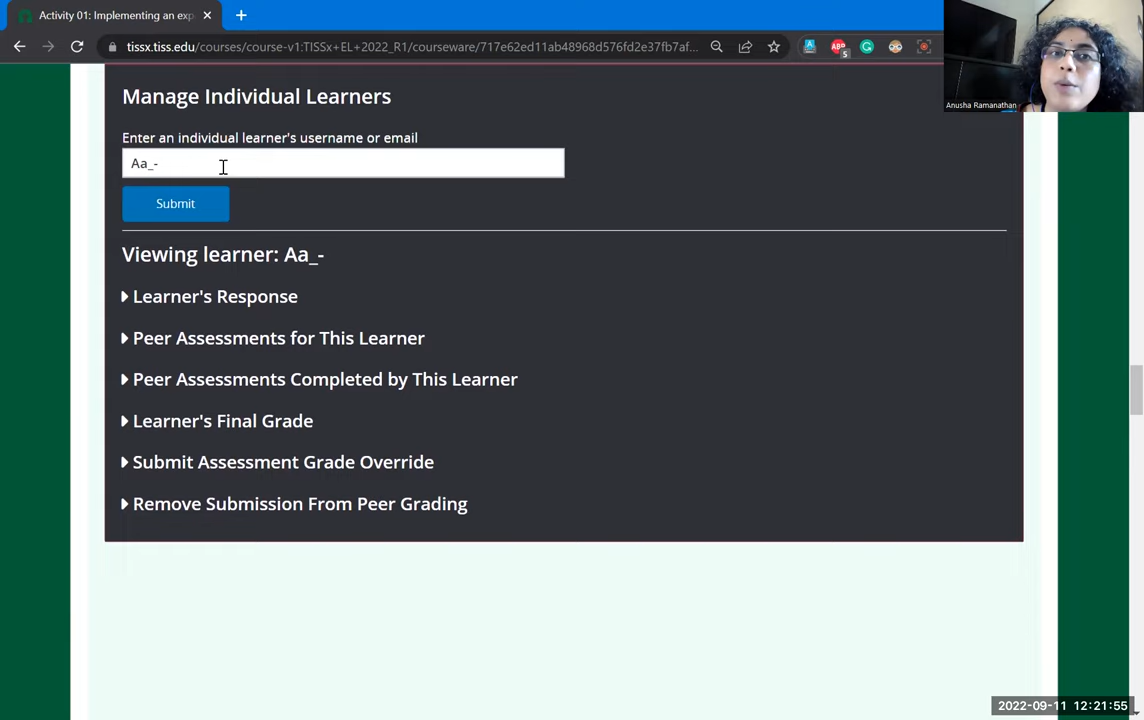 Activity 01: Implementing an exp
tissx.tiss.edu/courses/course-v1:TISSx+EL+2022_R1/courseware/717e62ed11ab48968d576fd2e37fb7af...
5
Anusha Ramanathan
Manage Individual Learners
Enter an individual learner's username or email
Aa_-
Submit
Viewing learner: Aa_-
Learner's Response
Peer Assessments for This Learner
Peer Assessments Completed by This Learner
Learner's Final Grade
Submit Assessment Grade Override
Remove Submission From Peer Grading
2022-09-11 12:21:55